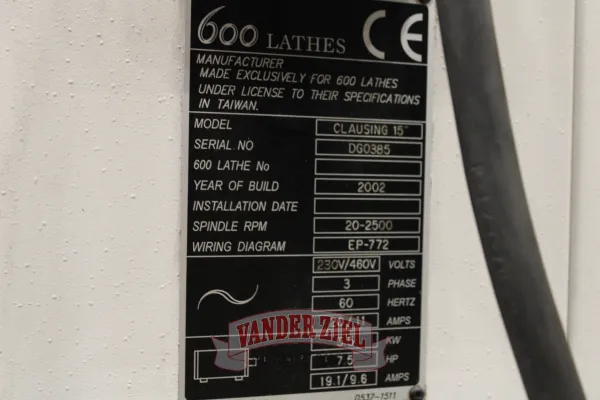 600 LATHES CE
MANUFACTURER
MADE EXCLUSIVELY FOR 600 LATHES
UNDER LICENSE TO THEIR SPECIFICATIONS
IN TAIWAN.
MODEL CLAUSING 15"
SERIAL NO DG0385
600 LATHE No
YEAR OF BUILD 2002
INSTALLATION DATE
SPINDLE RPM 20-2500
WIRING DIAGRAM EP-772
230V/460V VOLTS
3 PHASE
60 HERTZ
AMPS
VANDER ZIEL
KW
7.5 HP
19.1/9.6 AMPS
0537-1511